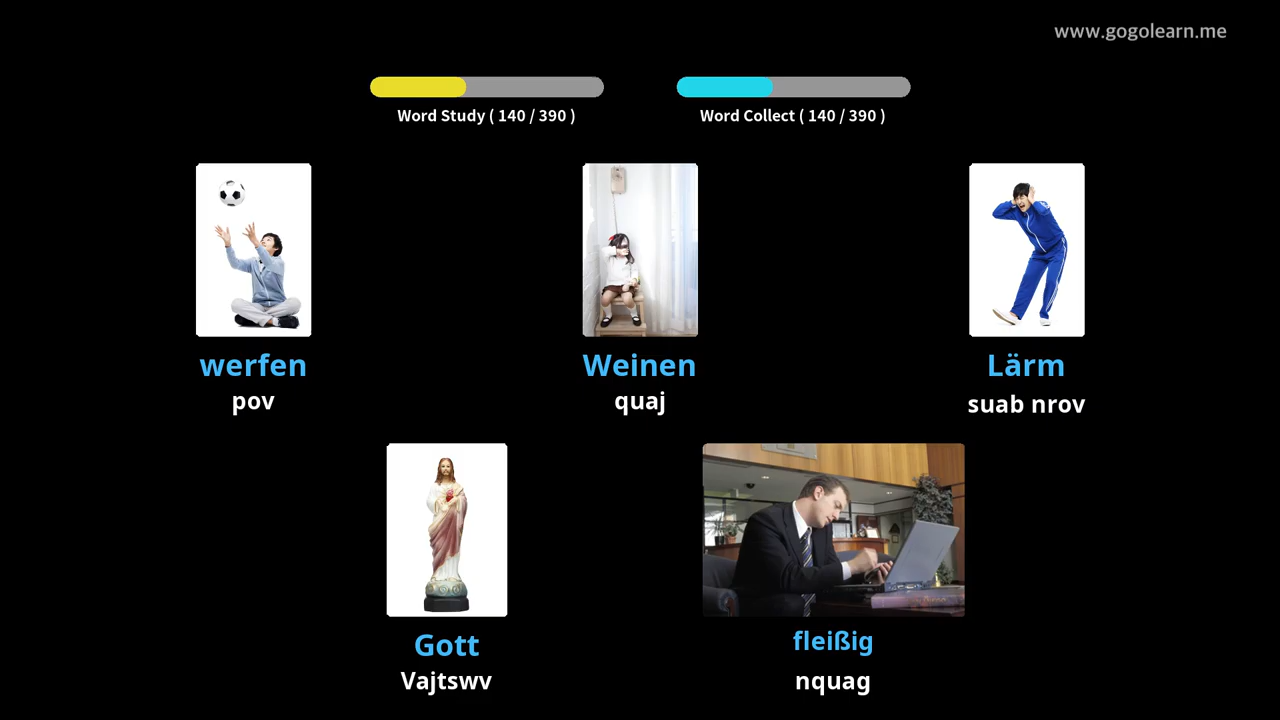 www.gogolearn.me
Word Study ( 140 / 390 )
Word Collect ( 140 / 390 )
werfen
pov
Weinen
quaj
Lärm
suab nrov
Gott
Vajtswv
fleißig
nquag